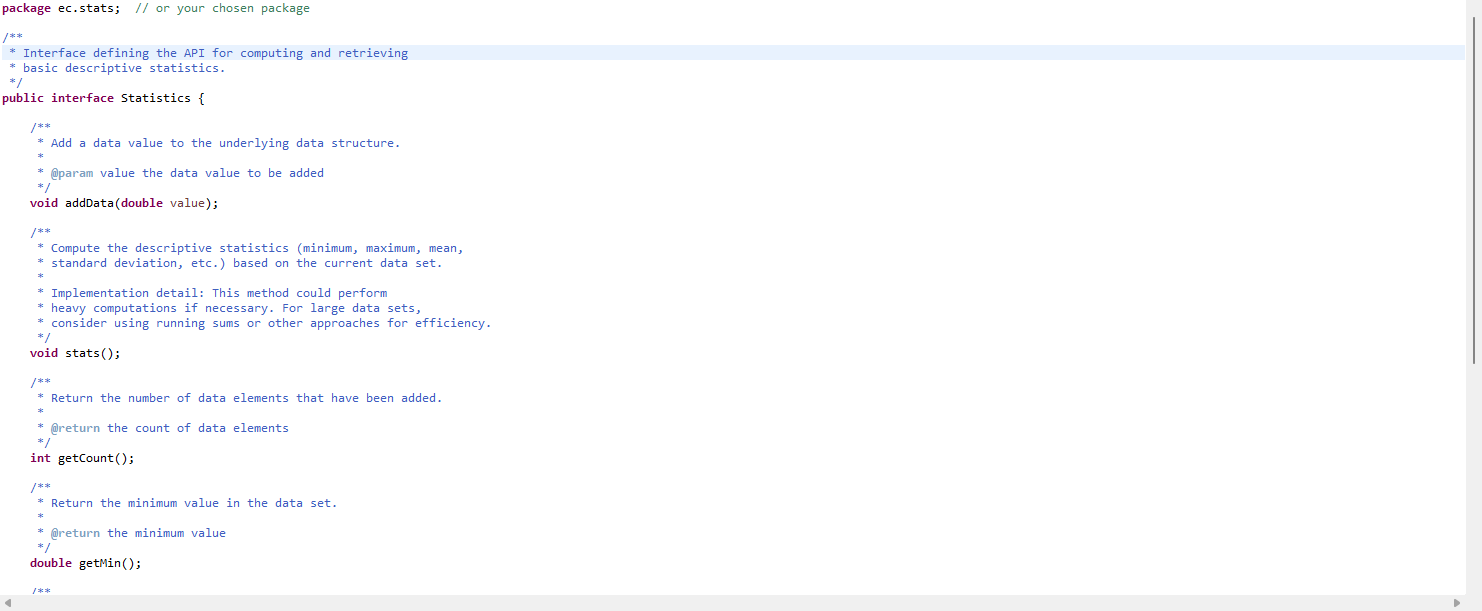 package ec.stats;  // or your chosen package
/**
 * Interface defining the API for computing and retrieving
 * basic descriptive statistics.
 */
public interface Statistics {
    /**
     * Add a data value to the underlying data structure.
     *
     * @param value the data value to be added
     */
    void addData(double value);
    /**
     * Compute the descriptive statistics (minimum, maximum, mean,
     * standard deviation, etc.) based on the current data set.
     *
     * Implementation detail: This method could perform
     * heavy computations if necessary. For large data sets,
     * consider using running sums or other approaches for efficiency.
     */
    void stats();
    /**
     * Return the number of data elements that have been added.
     *
     * @return the count of data elements
     */
    int getCount();
    /**
     * Return the minimum value in the data set.
     *
     * @return the minimum value
     */
    double getMin();
    /**